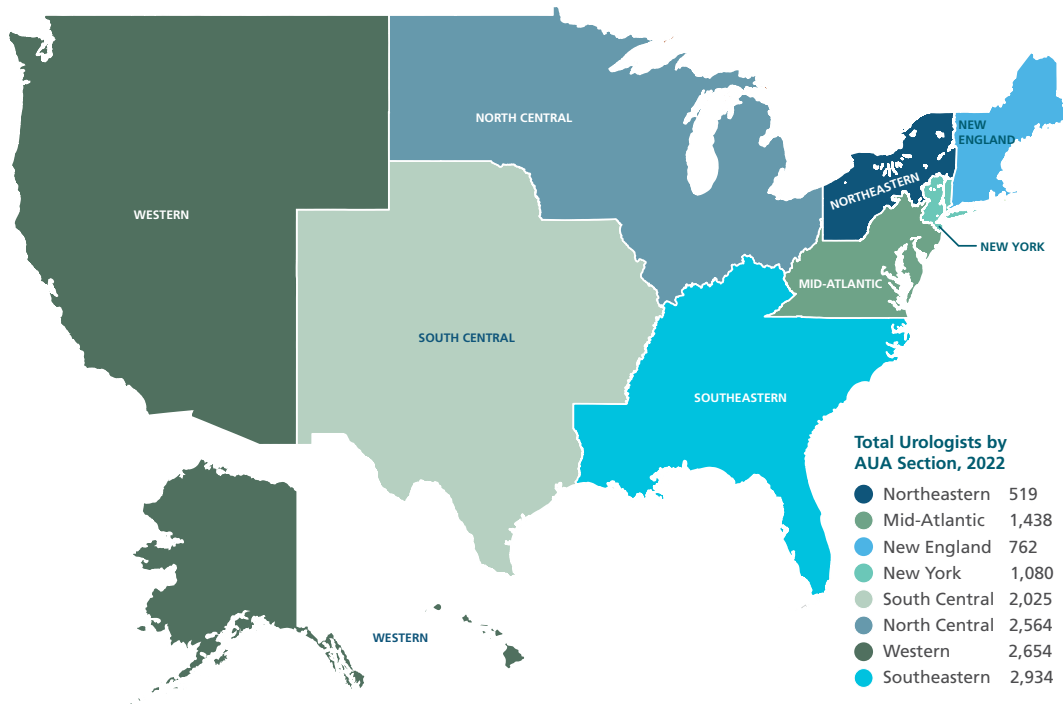 NORTH CENTRAL
NEW
ENGLAND
NORTHEASTERN
WESTERN
NEW YORK
MID-ATLANTIC
SOUTH CENTRAL
SOUTHEASTERN
WESTERN
Total Urologists by
AUA Section, 2022
Northeastern 519
Mid-Atlantic 1,438
New England 762
New York 1,080
South Central 2,025
North Central 2,564
Western 2,654
Southeastern 2,934